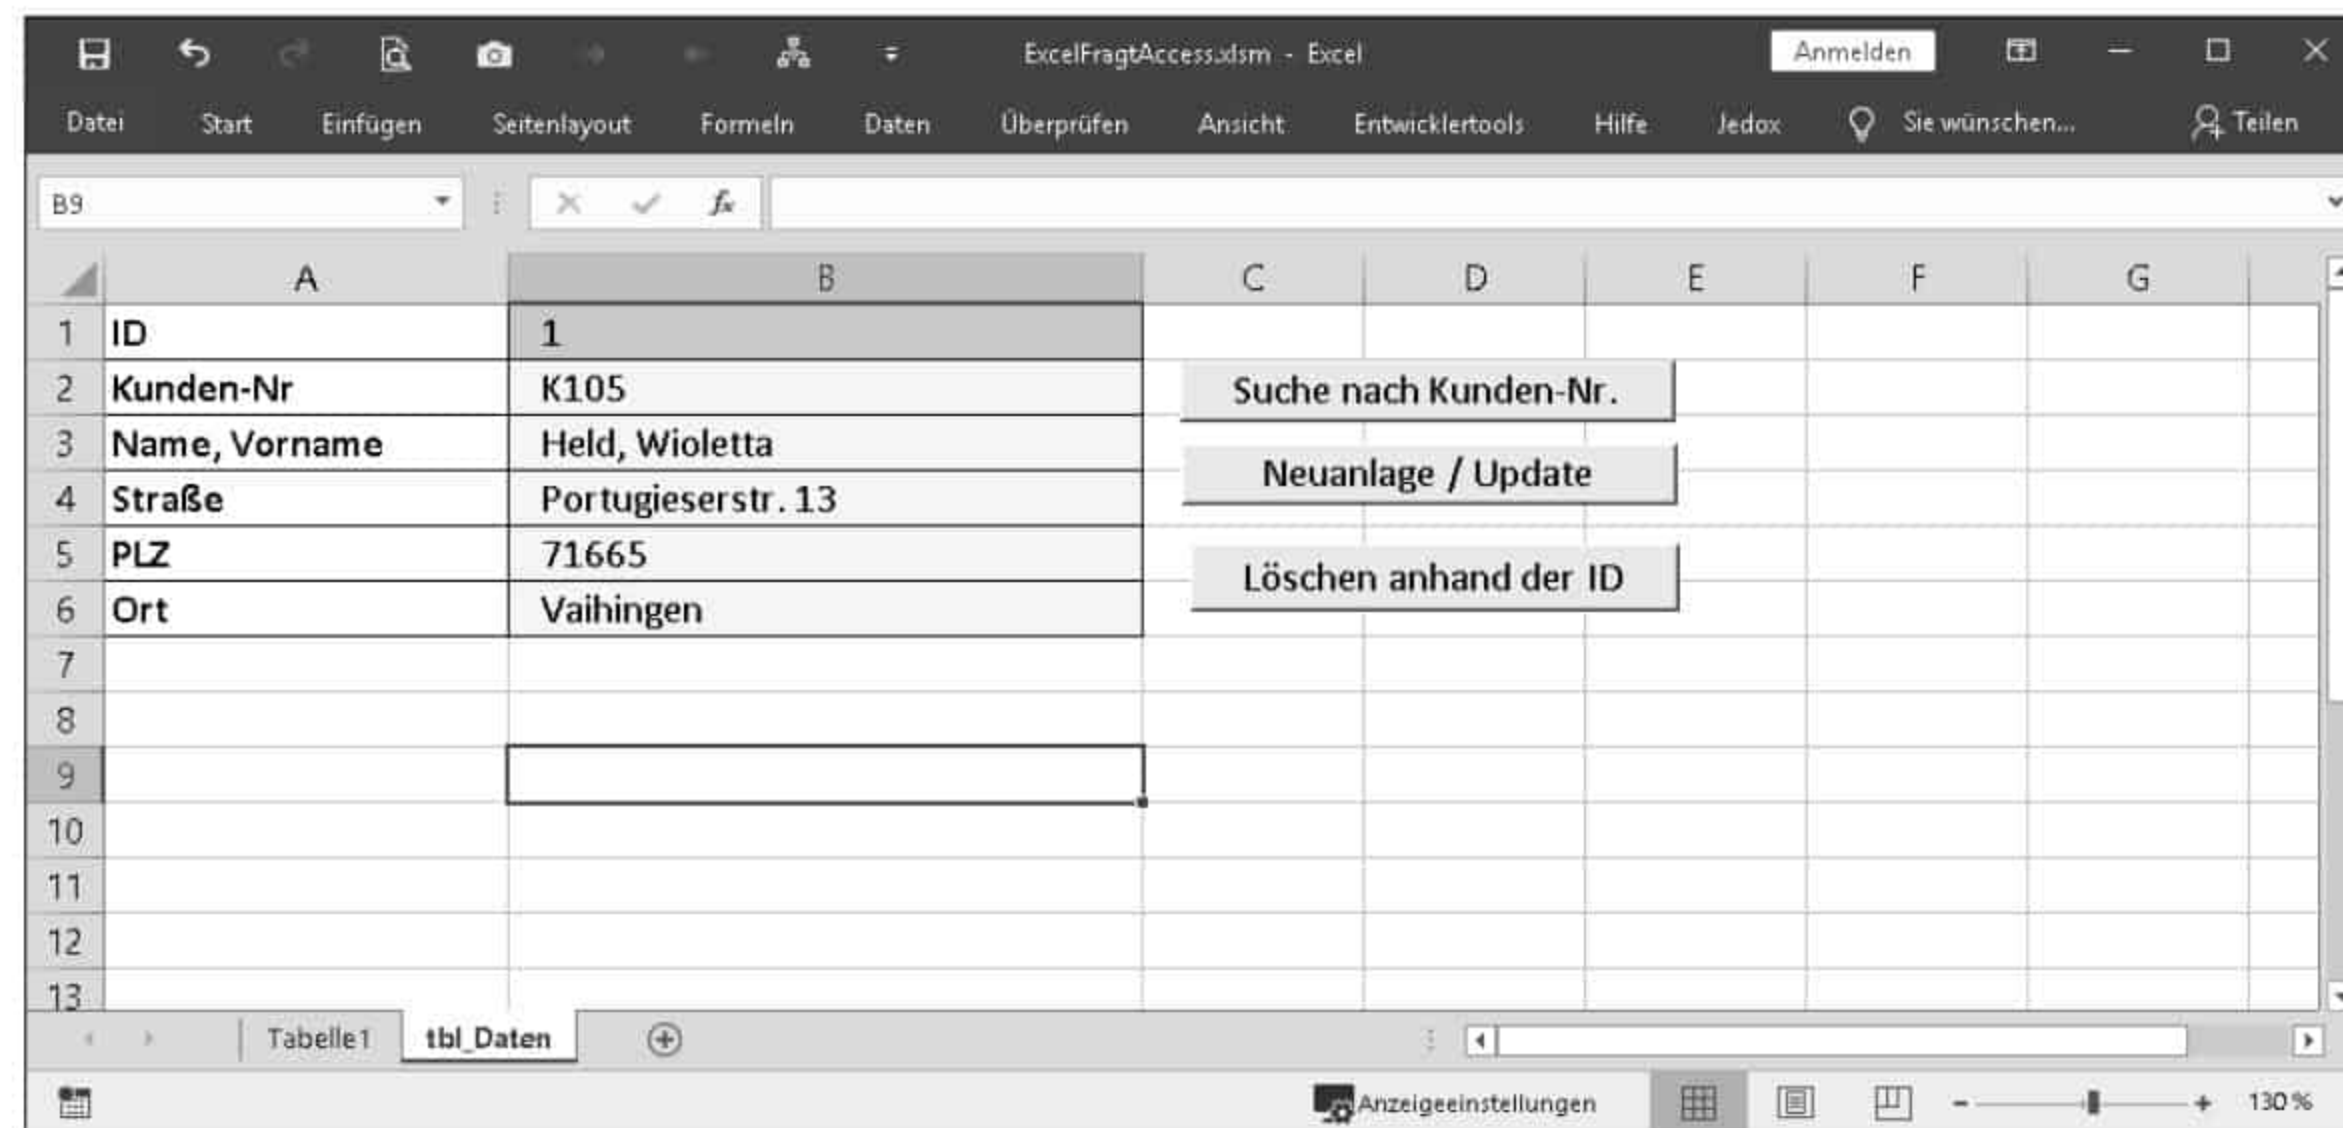 ExcelFragtAccess.xlsm - Excel Anmelden
Datei Start Einfügen Seitenlayout Formeln Daten Überprüfen Ansicht Entwicklertools Hilfe Jedox Sie wünschen... Teilen
B9 fx
A B C D E F G
1 ID 1
2 Kunden-Nr K105 Suche nach Kunden-Nr.
3 Name, Vorname Held, Wioletta
Neuanlage / Update
4 Straße Portugieserstr. 13
5 PLZ 71665
Löschen anhand der ID
6 Ort Vaihingen
7
8
9
10
11
12
13
Tabelle1 tbl_Daten
Anzeigeeinstellungen - + 130 %